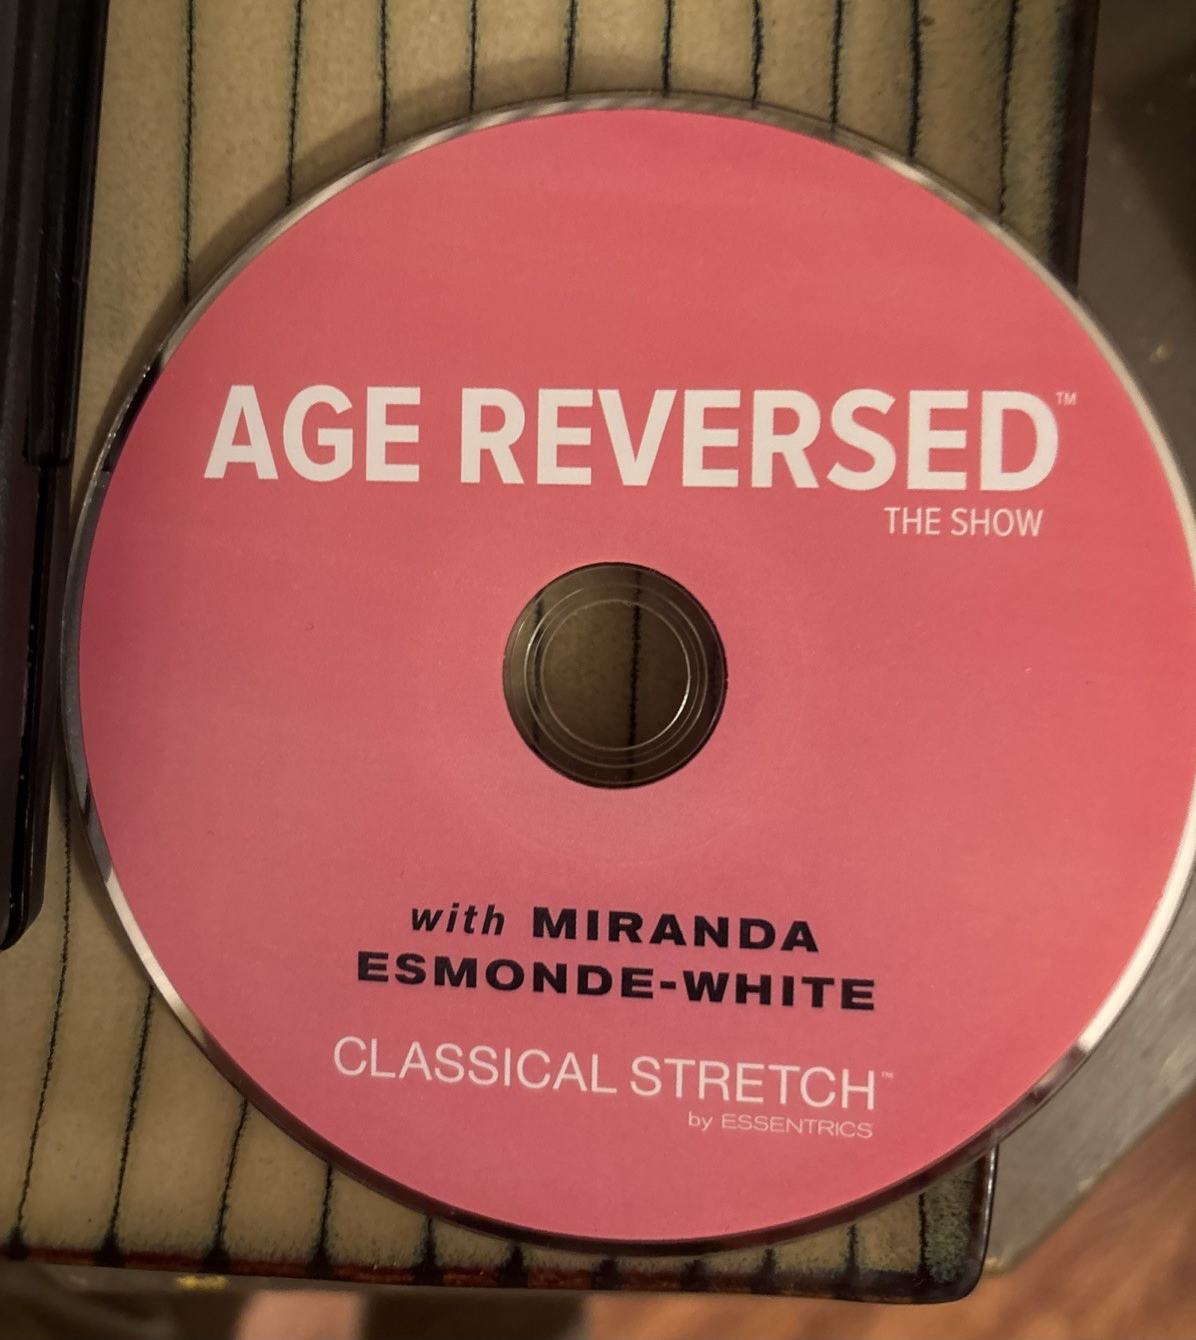 AGE REVERSED™
THE SHOW
with MIRANDA
ESMONDE-WHITE
CLASSICAL STRETCH™
by ESSENTRICS